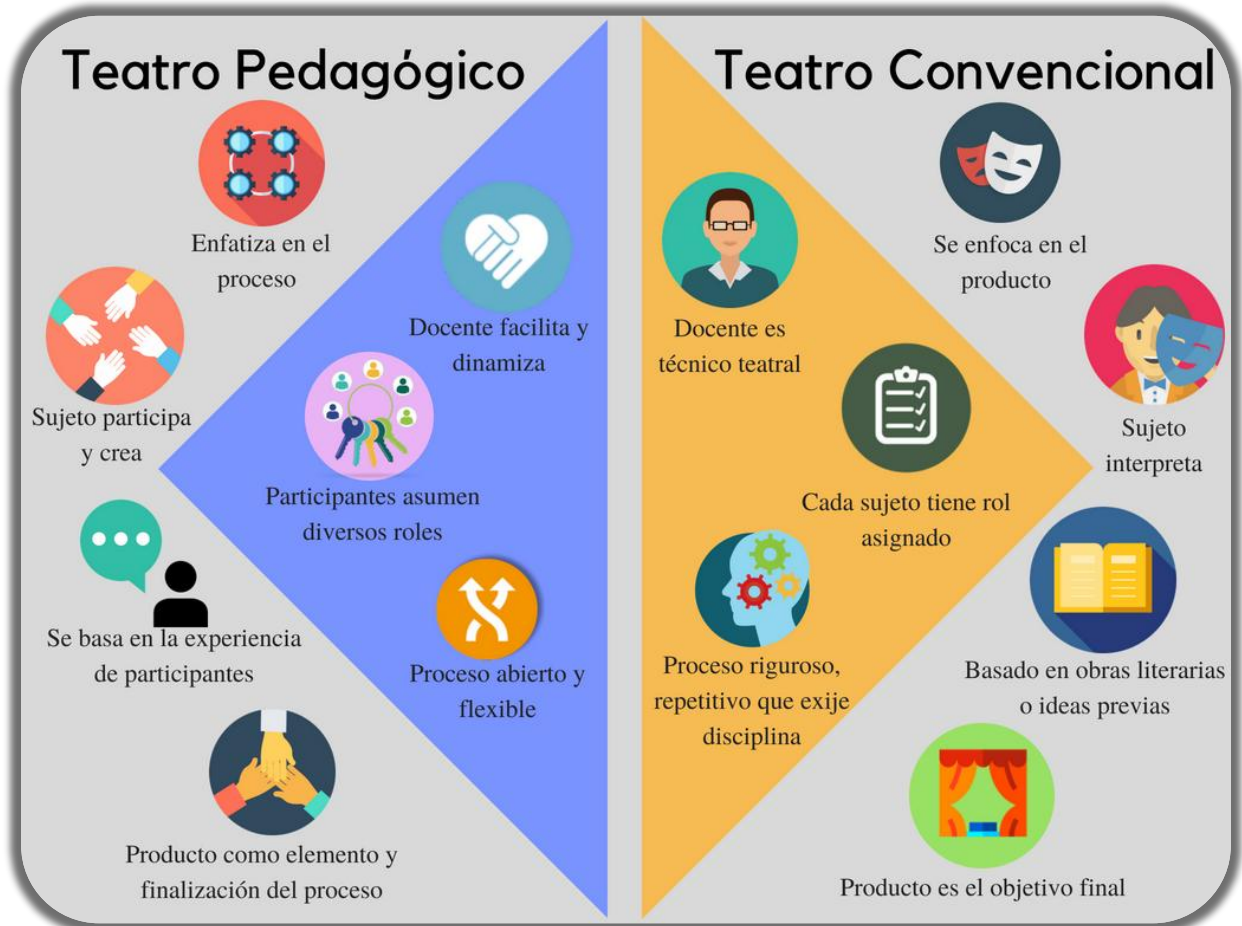 Teatro Pedagógico
Enfatiza en el
proceso
Docente facilita y
dinamiza
Sujeto participa
y crea
Participantes asumen
diversos roles
Se basa en la experiencia
de participantes
Proceso abierto y
flexible
Producto como elemento y
finalización del proceso
Teatro Convencional
Se enfoca en el
producto
Docente es
técnico teatral
Sujeto
interpreta
Cada sujeto tiene rol
asignado
Proceso riguroso,
repetitivo que exije
disciplina
Basado en obras literarias
o ideas previas
Producto es el objetivo final